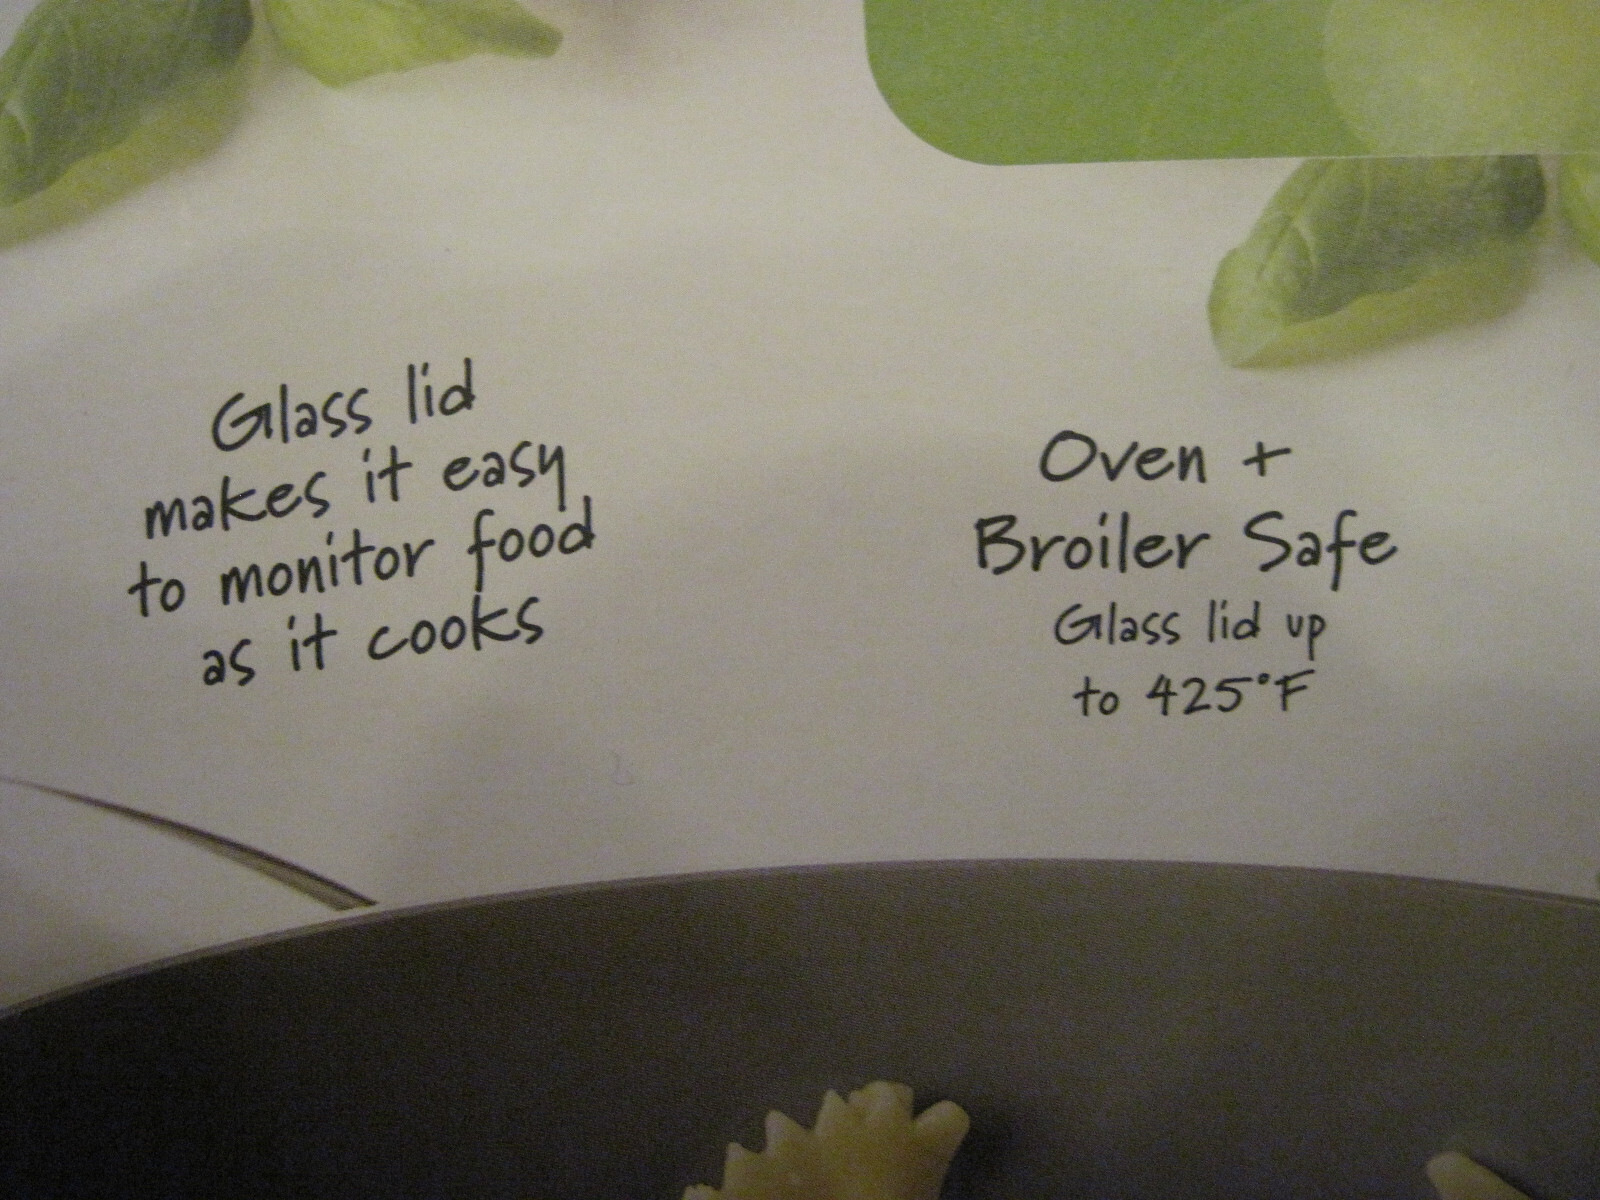 Glass lid
makes it easy
to monitor food
as it cooks
Oven +
Broiler Safe
Glass lid up
to 425°F